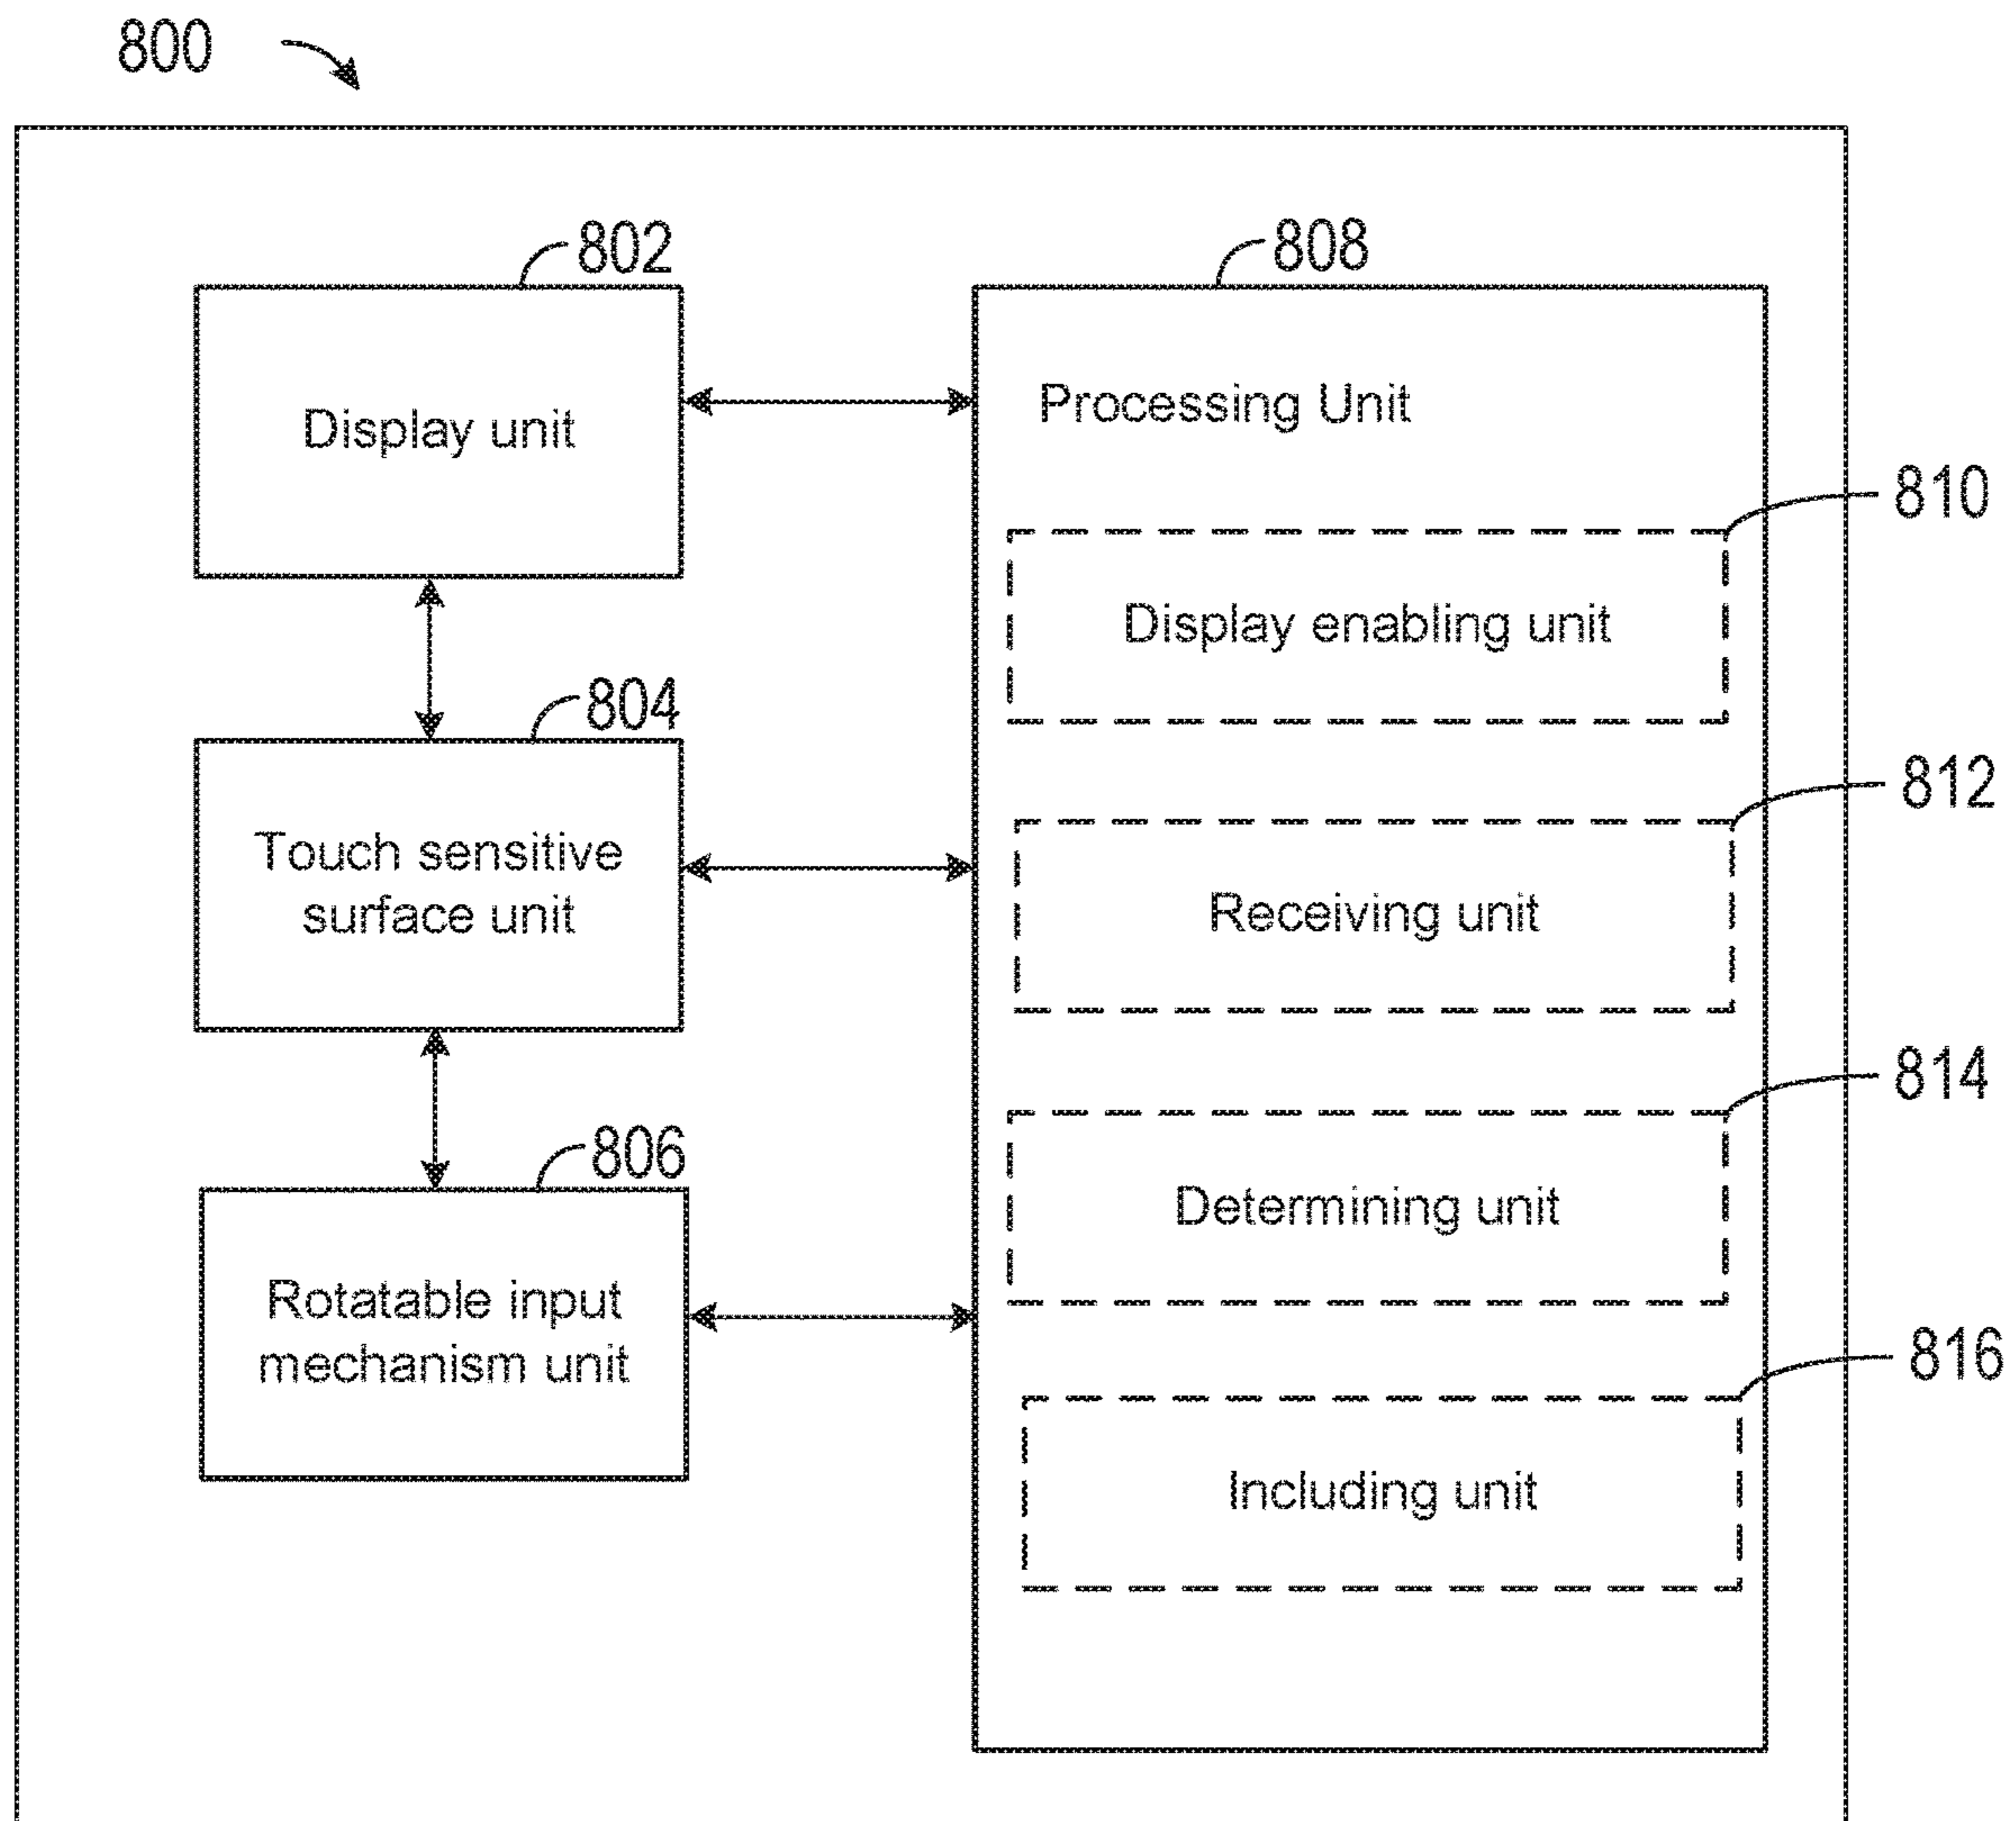 800
802
808
Display unit
Processing Unit
810
Display enabling unit
804
812
Touch sensitive
surface unit
Receiving unit
814
806
Determining unit
Rotatable input
mechanism unit
816
Including unit